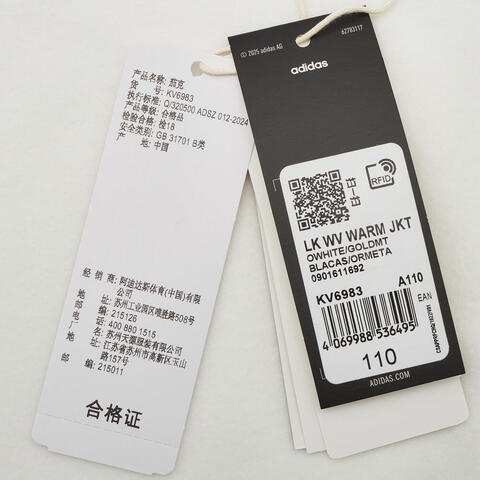 产品名称: 茄克
货 号: KV6983
执行标准: Q/320500 ADSZ 012-2024
产品等级: 合格品
检验合格: 检18
安全类别: GB 31701 B类
产 地: 中国
经 销 商: 阿迪达斯体育(中国)有限
公司
地 址: 苏州工业园区唯胜路508号
邮 编: 215126
电 话: 400 880 1515
厂 名: 苏州天源服装有限公司
地 址: 江苏省苏州市高新区玉山
路157号
邮 编: 215011
合格证
62783117
© 2025 adidas AG
adidas
RFID
LK WV WARM JKT
OWHITE/GOLDMT
BLACAS/ORMETA
0901611692
KV6983 A110
EAN
4 069988 536495
110
ADIDAS.COM